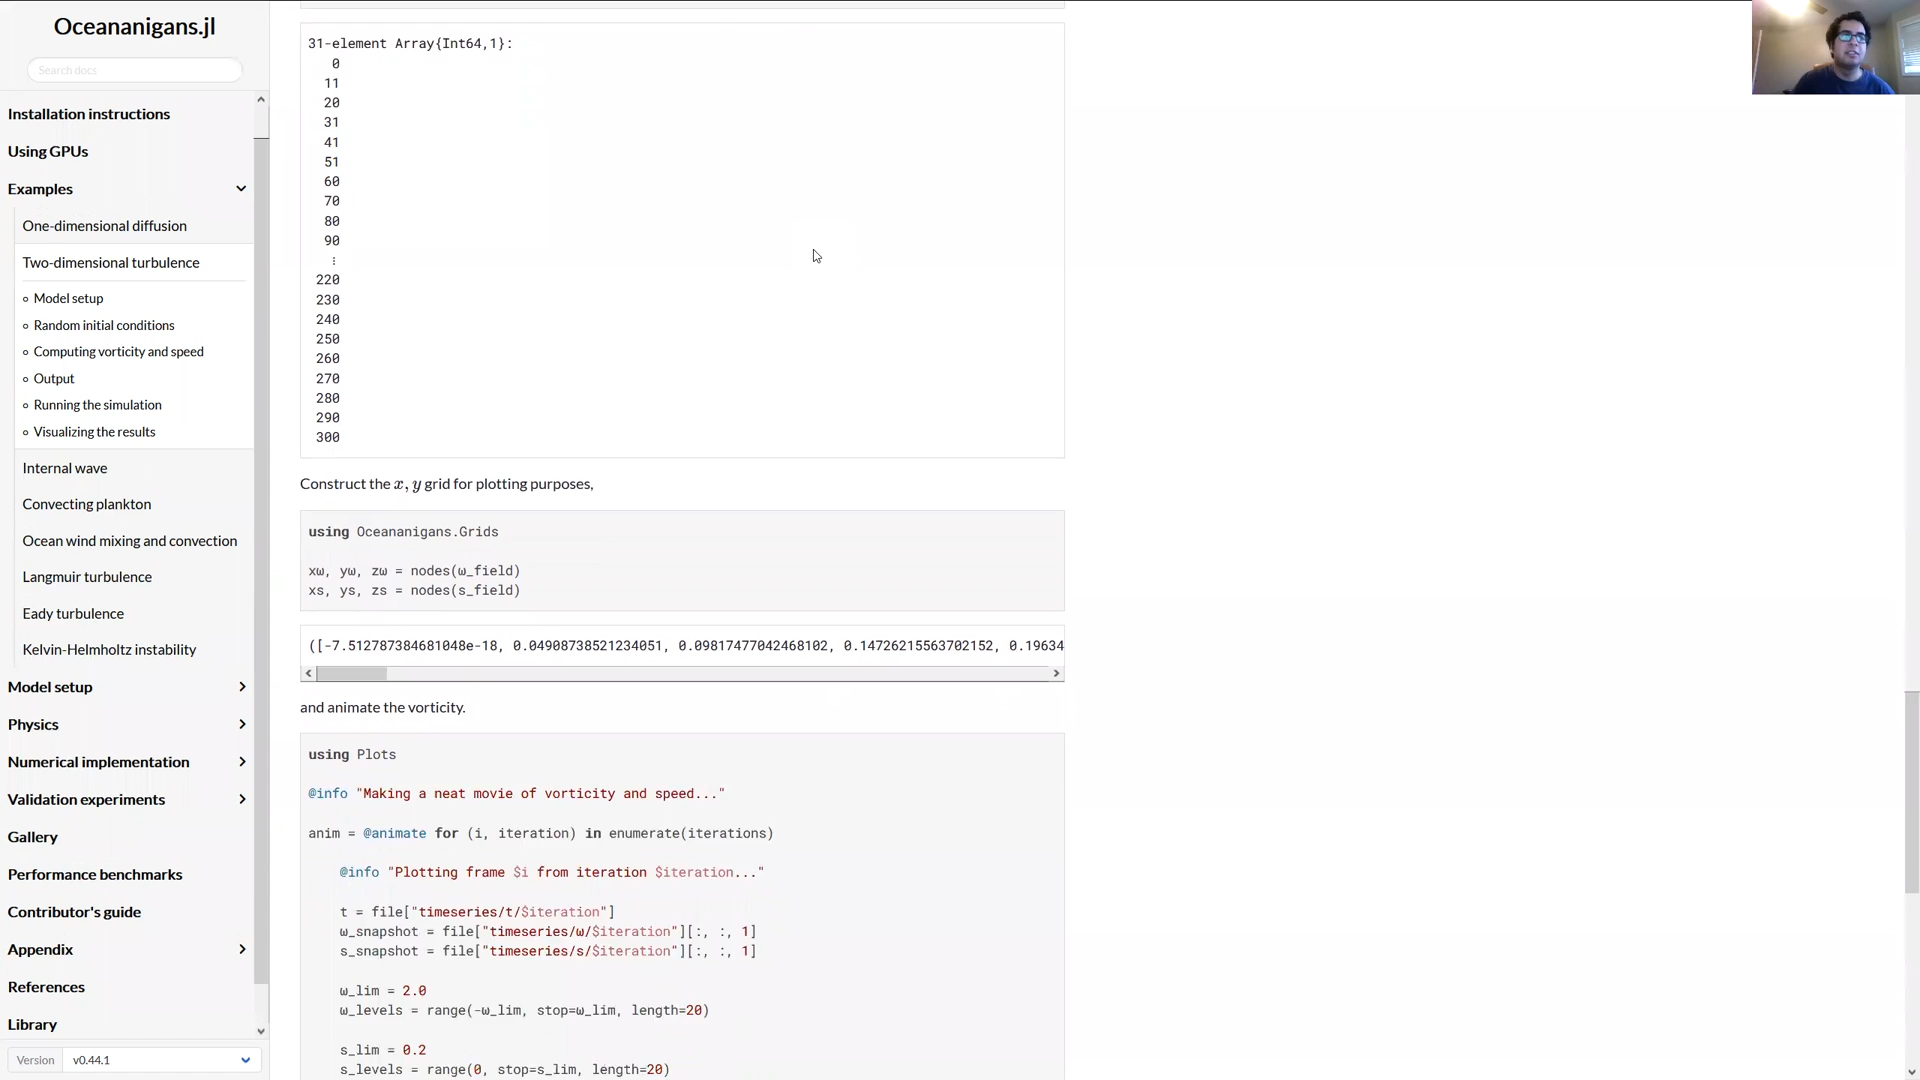 Oceananigans.jl
Search docs
Installation instructions
Using GPUs
Examples
One-dimensional diffusion
Two-dimensional turbulence
Model setup
Random initial conditions
Computing vorticity and speed
Output
Running the simulation
Visualizing the results
Internal wave
Convecting plankton
Ocean wind mixing and convection
Langmuir turbulence
Eady turbulence
Kelvin-Helmholtz instability
Model setup
Physics
Numerical implementation
Validation experiments
Gallery
Performance benchmarks
Contributor's guide
Appendix
References
Library
Version v0.44.1
31-element Array{Int64,1}:
0
11
20
31
41
51
60
70
80
90
⋮
220
230
240
250
260
270
280
290
300
Construct the x, y grid for plotting purposes,
using Oceananigans.Grids
xω, yω, zω = nodes(ω_field)
xs, ys, zs = nodes(s_field)
([-7.512787384681048e-18, 0.04908738521234051, 0.09817477042468102, 0.14726215563702152, 0.19634
and animate the vorticity.
using Plots
@info "Making a neat movie of vorticity and speed..."
anim = @animate for (i, iteration) in enumerate(iterations)
@info "Plotting frame $i from iteration $iteration..."
t = file["timeseries/t/$iteration"]
ω_snapshot = file["timeseries/ω/$iteration"][:, :, 1]
s_snapshot = file["timeseries/s/$iteration"][:, :, 1]
ω_lim = 2.0
ω_levels = range(-ω_lim, stop=ω_lim, length=20)
s_lim = 0.2
s_levels = range(0, stop=s_lim, length=20)